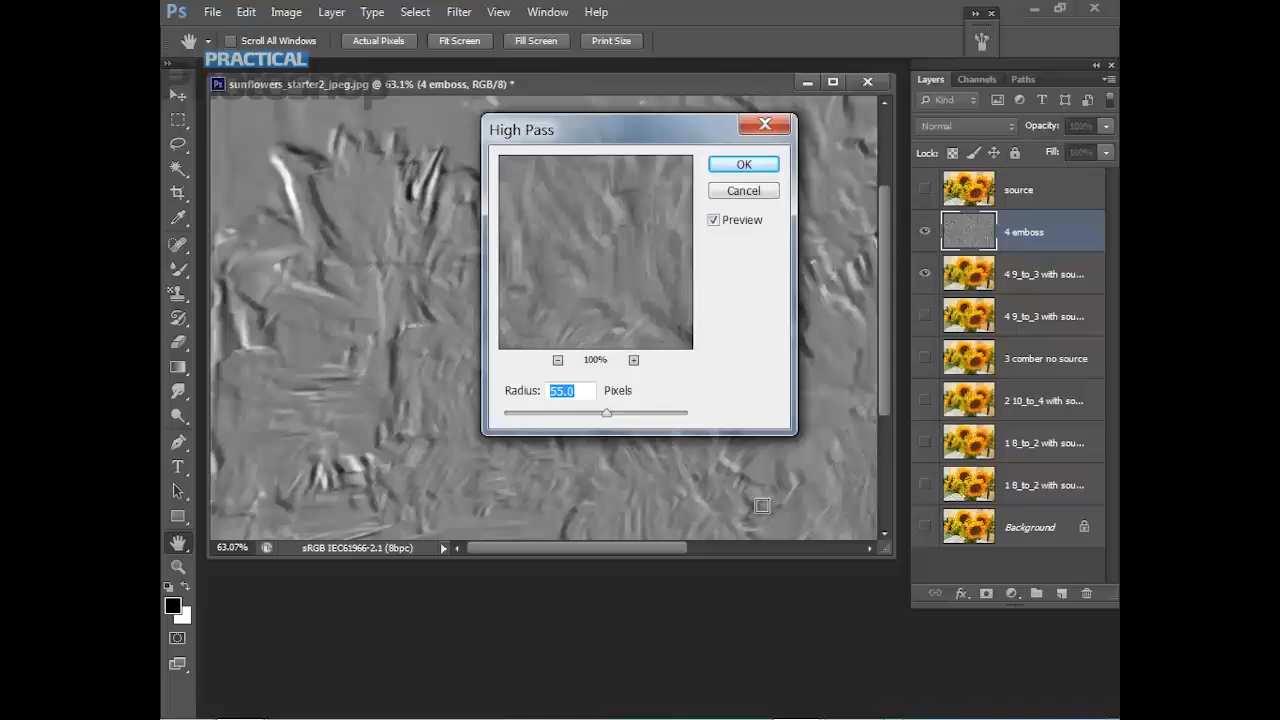 Ps File Edit Image Layer Type Select Filter View Window Help
Scroll All Windows Actual Pixels Fit Screen Fill Screen Print Size
PRACTICAL
Photoshop
Ps sunflowers_starter2_jpeg.jpg @ 63.1% (4 emboss, RGB/8) *
High Pass
OK
Cancel
Preview
100%
Radius: 55.0 Pixels
63.07% sRGB IEC61966-2.1 (8bpc)
Layers Channels Paths
Kind
Normal Opacity: 100%
Lock: Fill: 100%
source
4 emboss
4 9_to_3 with sou...
4 9_to_3 with sou...
3 comber no source
2 10_to_4 with so...
1 8_to_2 with sou...
1 8_to_2 with sou...
Background
fx.